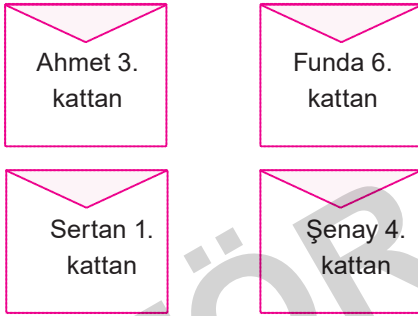 Ahmet 3.
kattan
Funda 6.
kattan
Sertan 1.
kattan
Şenay 4.
kattan